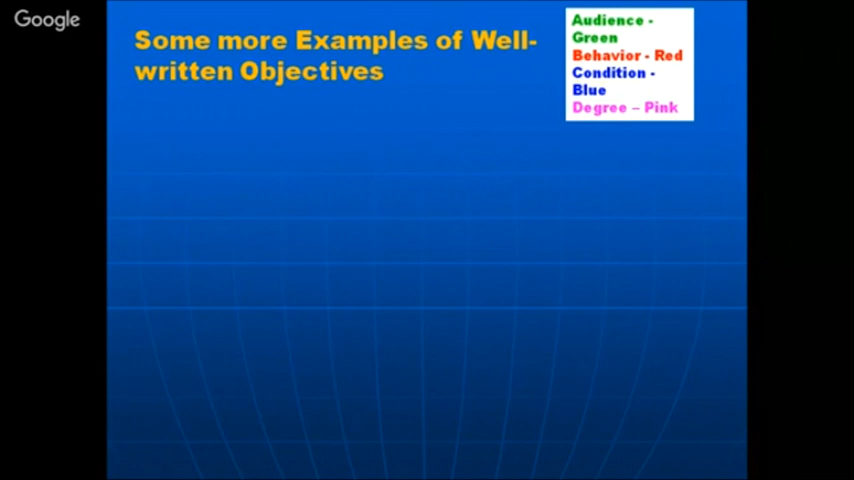 Google
Some more Examples of Well-
written Objectives
Audience -
Green
Behavior - Red
Condition -
Blue
Degree – Pink